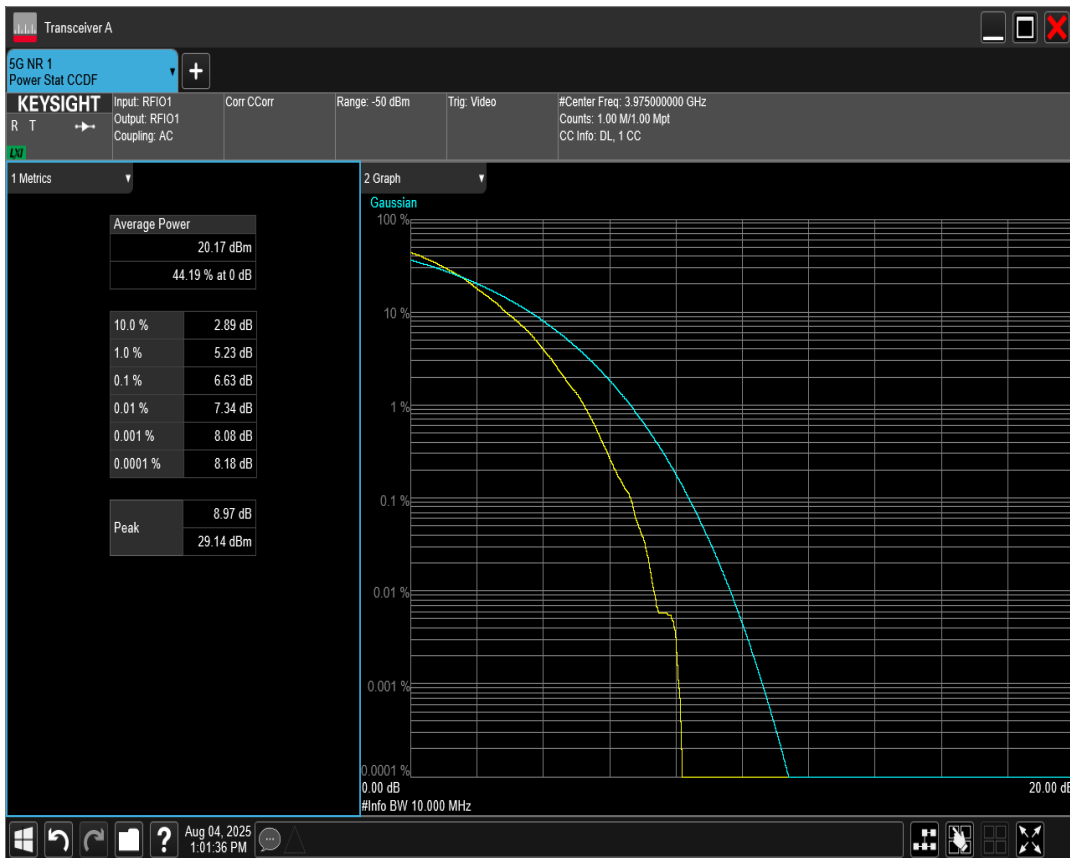 Transceiver A
5G NR 1
Power Stat CCDF
KEYSIGHT
R T
LXI
Input: RFIO1
Output: RFIO1
Coupling: AC
Corr CCorr
Range: -50 dBm
Trig: Video
#Center Freq: 3.975000000 GHz
Counts: 1.00 M/1.00 Mpt
CC Info: DL, 1 CC
1 Metrics
Average Power
20.17 dBm
44.19 % at 0 dB
10.0 % 2.89 dB
1.0 % 5.23 dB
0.1 % 6.63 dB
0.01 % 7.34 dB
0.001 % 8.08 dB
0.0001 % 8.18 dB
Peak 8.97 dB
29.14 dBm
2 Graph
Gaussian
100 %
10 %
1 %
0.1 %
0.01 %
0.001 %
0.0001 %
0.00 dB 20.00 dB
#Info BW 10.000 MHz
?
Aug 04, 2025
1:01:36 PM